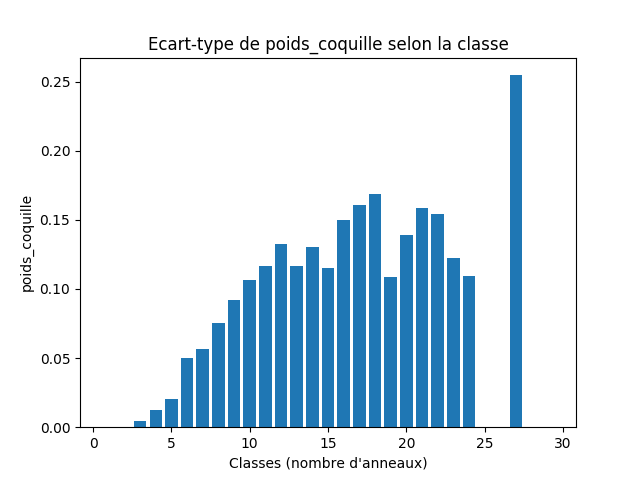 Ecart-type de poids_coquille selon la classe
0.25
0.20
0.15
0.10
0.05
0.00
poids_coquille
0 5 10 15 20 25 30
Classes (nombre d'anneaux)